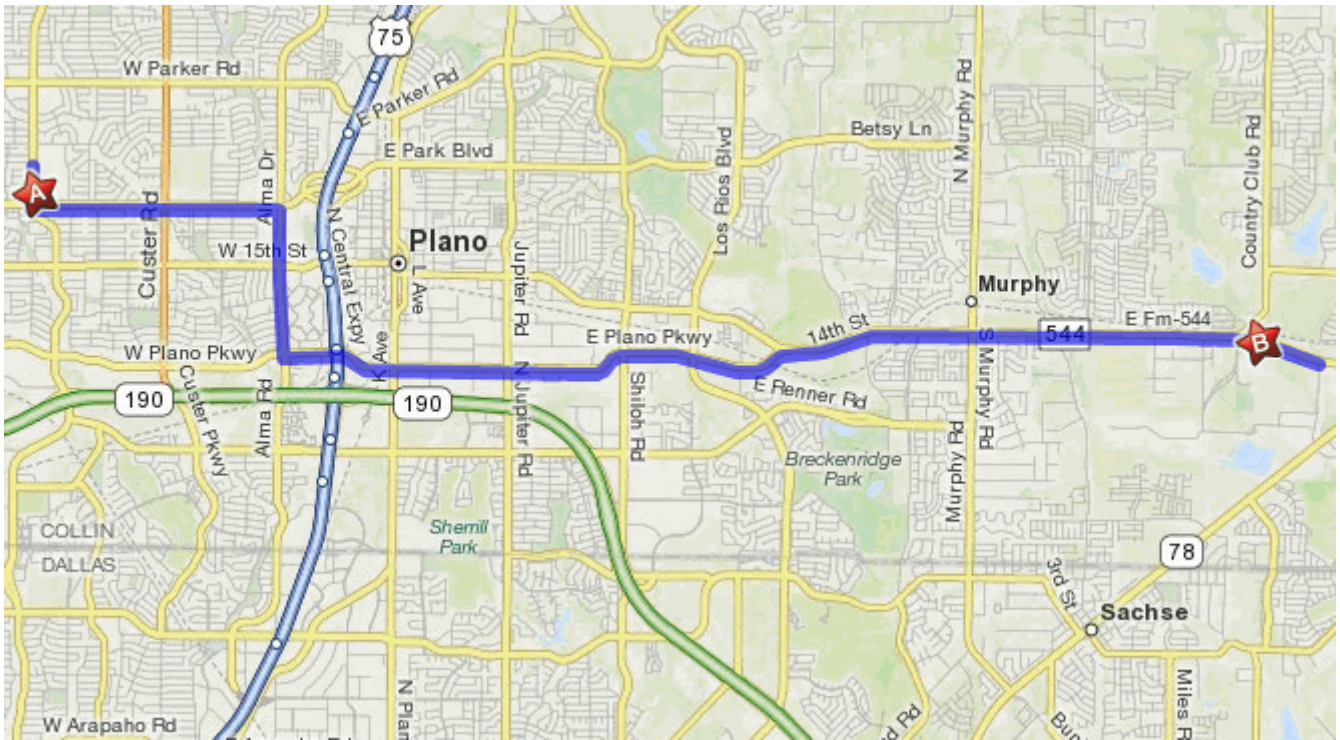 75
W Parker Rd
E Parker Rd
N Murphy Rd
Betsy Ln
E Park Blvd
Alma Dr
Los Rios Blvd
Country Club Rd
A
Custer Rd
N Central Expy
W 15th St
Plano
L Ave
Jupiter Rd
Murphy
E Plano Pkwy
14th St
544
E Fm-544
B
W Plano Pkwy
K Ave
S Murphy Rd
190
190
Custer Pkwy
Alma Rd
N Jupiter Rd
Shiloh Rd
E Renner Rd
Murphy Rd
Breckenridge
Park
COLLIN
DALLAS
Sherrill
Park
78
3rd St
Sachse
N Plan
Miles R
W Arapaho Rd